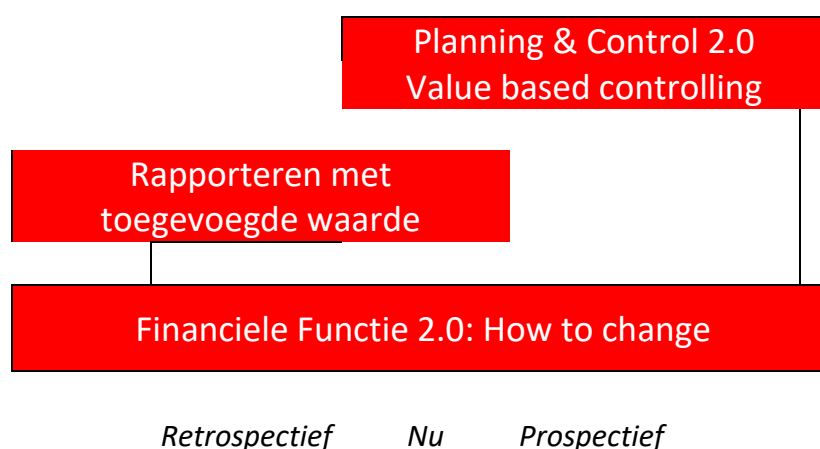 Planning & Control 2.0
Value based controlling
Rapporteren met
toegevoegde waarde
Financiele Functie 2.0: How to change
Retrospectief Nu Prospectief